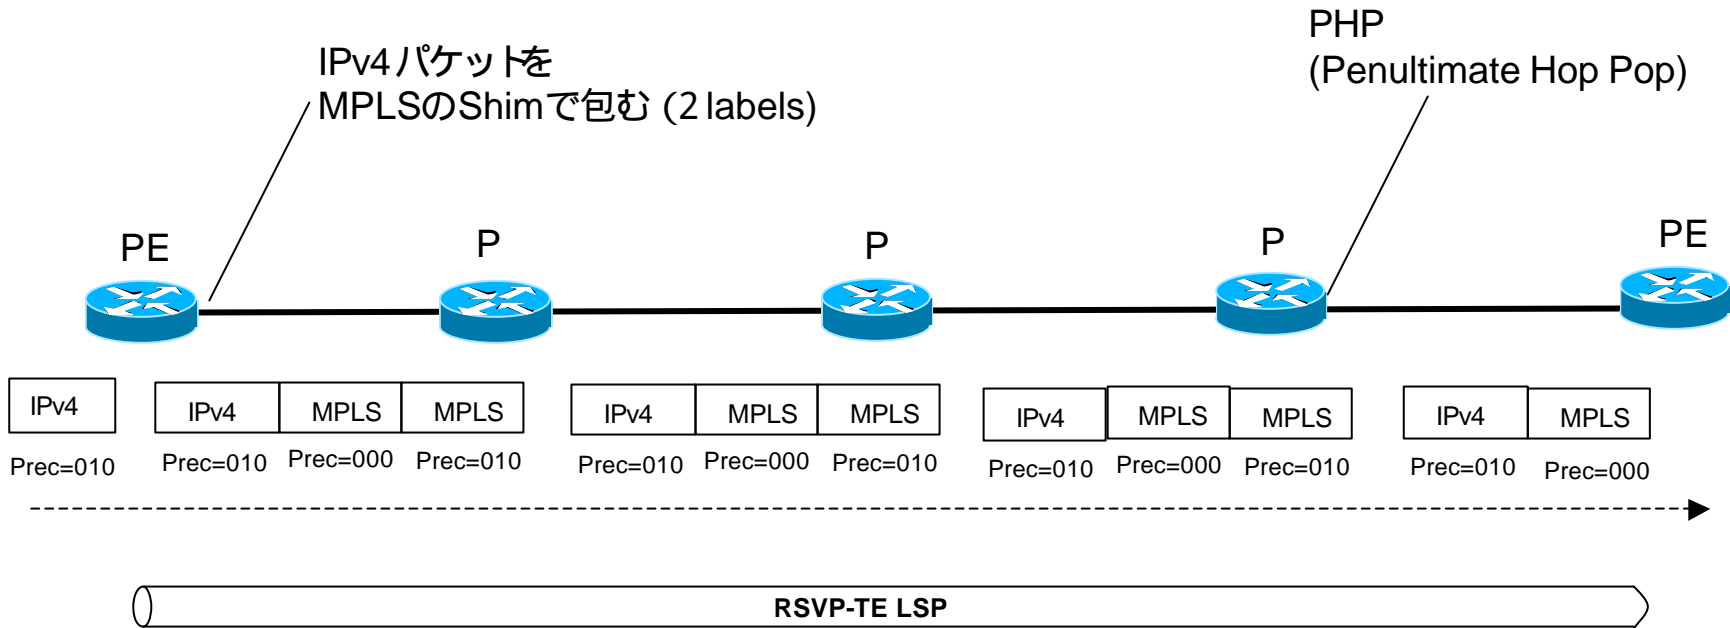 PHP
(Penultimate Hop Pop)
IPv4パケットを
MPLSのShimで包む (2 labels)
PE
P
P
P
PE
IPv4
IPv4 MPLS MPLS
IPv4 MPLS MPLS
IPv4 MPLS MPLS
IPv4 MPLS
Prec=010
Prec=010 Prec=000 Prec=010
Prec=010 Prec=000 Prec=010
Prec=010 Prec=000 Prec=010
Prec=010 Prec=000
RSVP-TE LSP